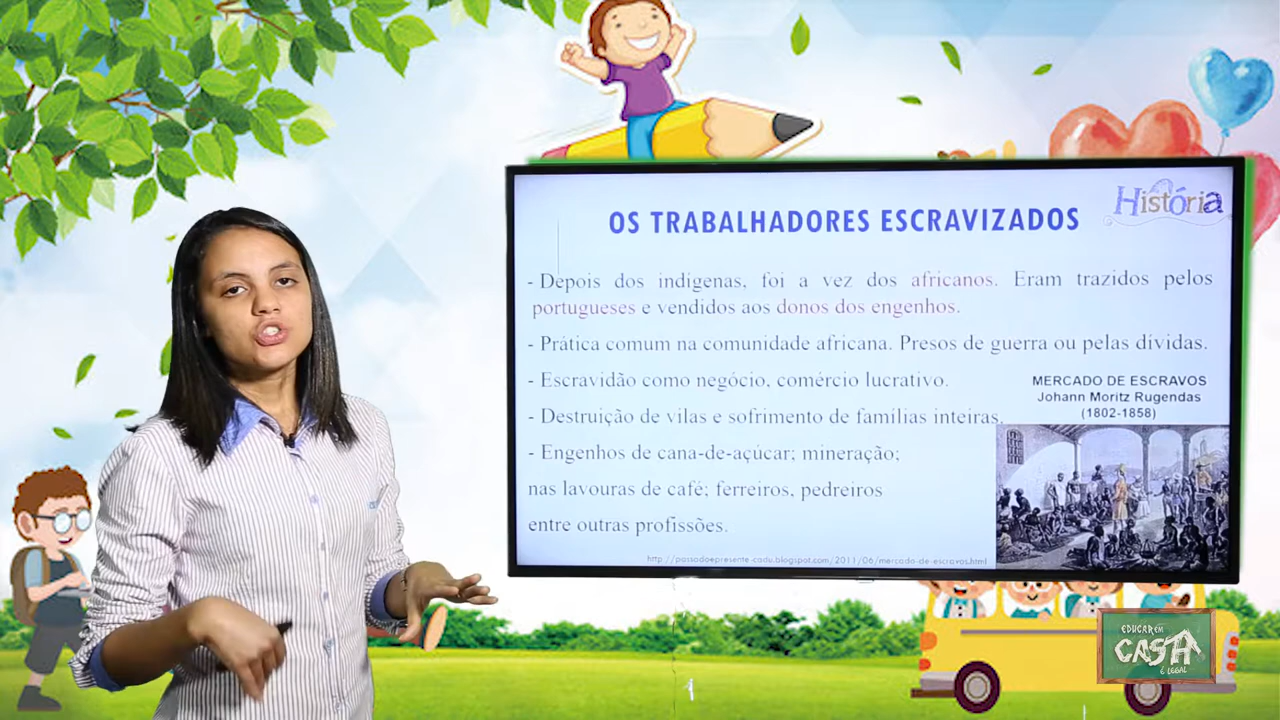 História
OS TRABALHADORES ESCRAVIZADOS
- Depois dos indígenas, foi a vez dos africanos. Eram trazidos pelos
portugueses e vendidos aos donos dos engenhos.
- Prática comum na comunidade africana. Presos de guerra ou pelas dívidas.
- Escravidão como negócio, comércio lucrativo.
- Destruição de vilas e sofrimento de famílias inteiras.
- Engenhos de cana-de-açúcar; mineração;
nas lavouras de café; ferreiros, pedreiros
entre outras profissões.
MERCADO DE ESCRAVOS
Johann Moritz Rugendas
(1802-1858)
http://passadoepresente-cadu.blogspot.com/2011/06/mercado-de-escravos.html
EDUCAR EM
CASA
É LEGAL